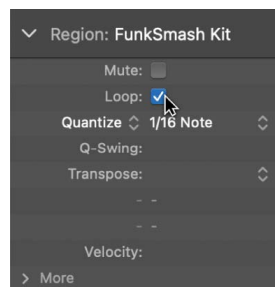 Region: FunkSmash Kit
Mute:
Loop:
Quantize 1/16 Note
Q-Swing:
Transpose:
- -
- -
Velocity:
More